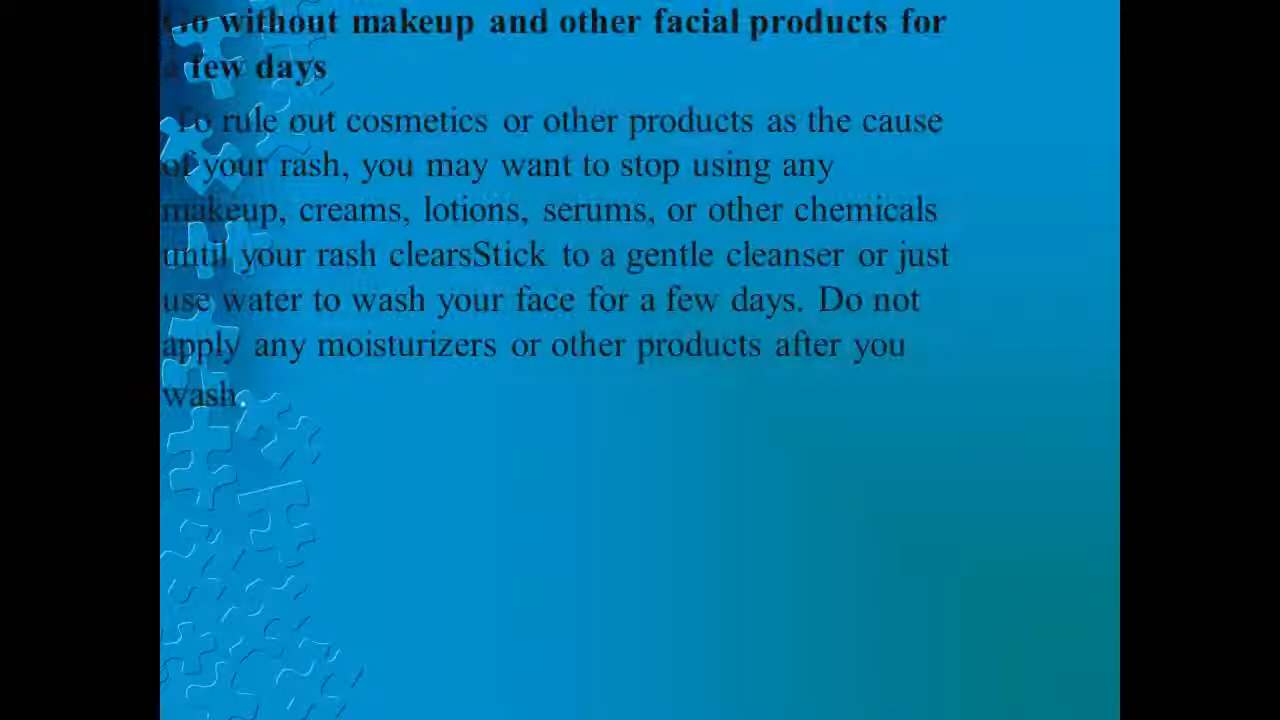 Go without makeup and other facial products for
a few days
To rule out cosmetics or other products as the cause
of your rash, you may want to stop using any
makeup, creams, lotions, serums, or other chemicals
until your rash clearsStick to a gentle cleanser or just
use water to wash your face for a few days. Do not
apply any moisturizers or other products after you
wash.